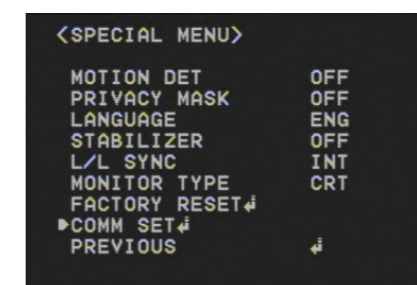 <SPECIAL MENU>
MOTION DET OFF
PRIVACY MASK OFF
LANGUAGE ENG
STABILIZER OFF
L/L SYNC INT
MONITOR TYPE CRT
FACTORY RESET↲
▶COMM SET↲
PREVIOUS ↲